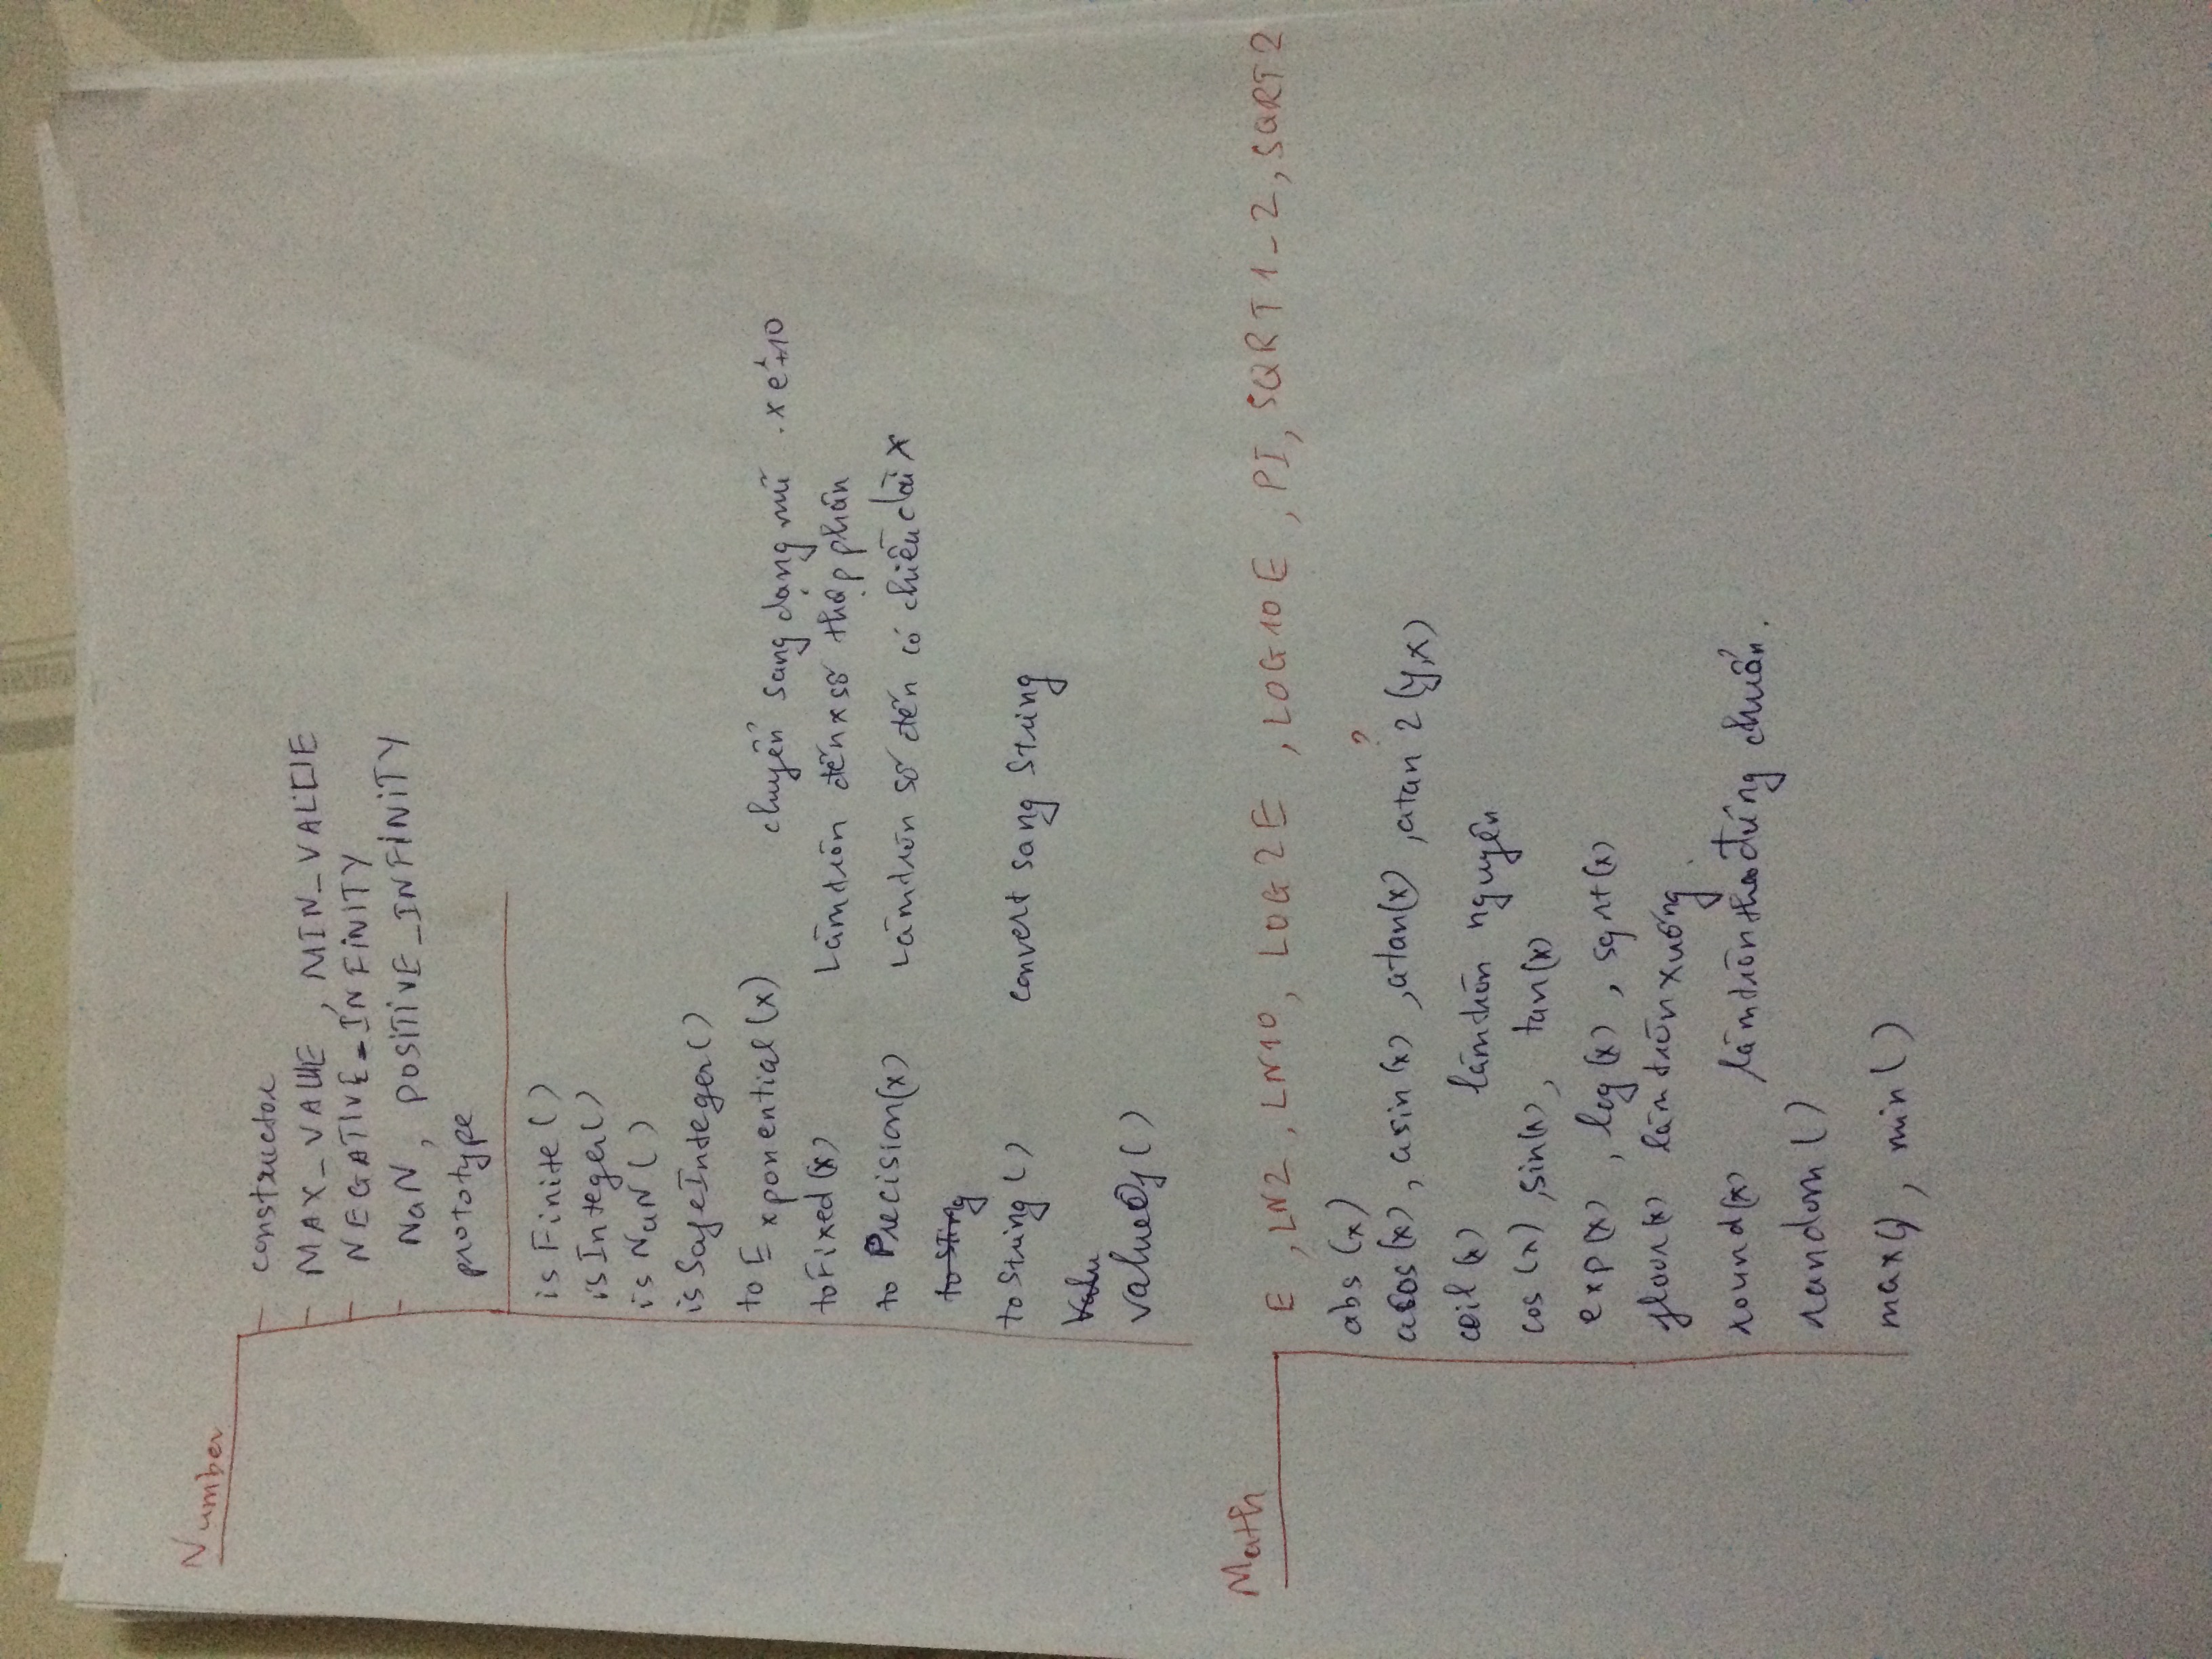 Number
constructor
MAX_VALUE , MIN_VALUE
NEGATIVE_INFINITY
NaN, POSITIVE_INFINITY
prototype
isFinite()
isInteger()
isNaN()
isSafeInteger()
toExponential(x) chuyển sang dạng mũ .xe+10
toFixed(x) Làm tròn đến x số thập phân
toPrecision(x) Làm tròn số đến có chiều dài x
to Sting
toString() convert sang String
Valu
valueOf()
Math
E, LN2, LN10, LOG2E, LOG10E, PI, SQRT1_2, SQRT2
abs(x)
?
acos(x), asin(x), atan(x), atan2(y,x)
ceil(x) làm tròn nguyên
cos(x), sin(x), tan(x)
exp(x), log(x), sqrt(x)
floor(x) làm tròn xuống.
round(x) làm tròn theo đúng chuẩn.
random()
max(), min()